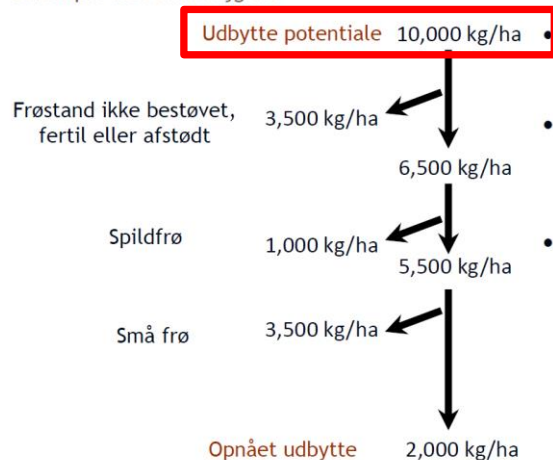 Udbytte potentiale 10,000 kg/ha •
Frøstand ikke bestøvet,
fertil eller afstødt
3,500 kg/ha
•
6,500 kg/ha
Spildfrø
1,000 kg/ha
•
5,500 kg/ha
Små frø
3,500 kg/ha
Opnået udbytte 2,000 kg/ha